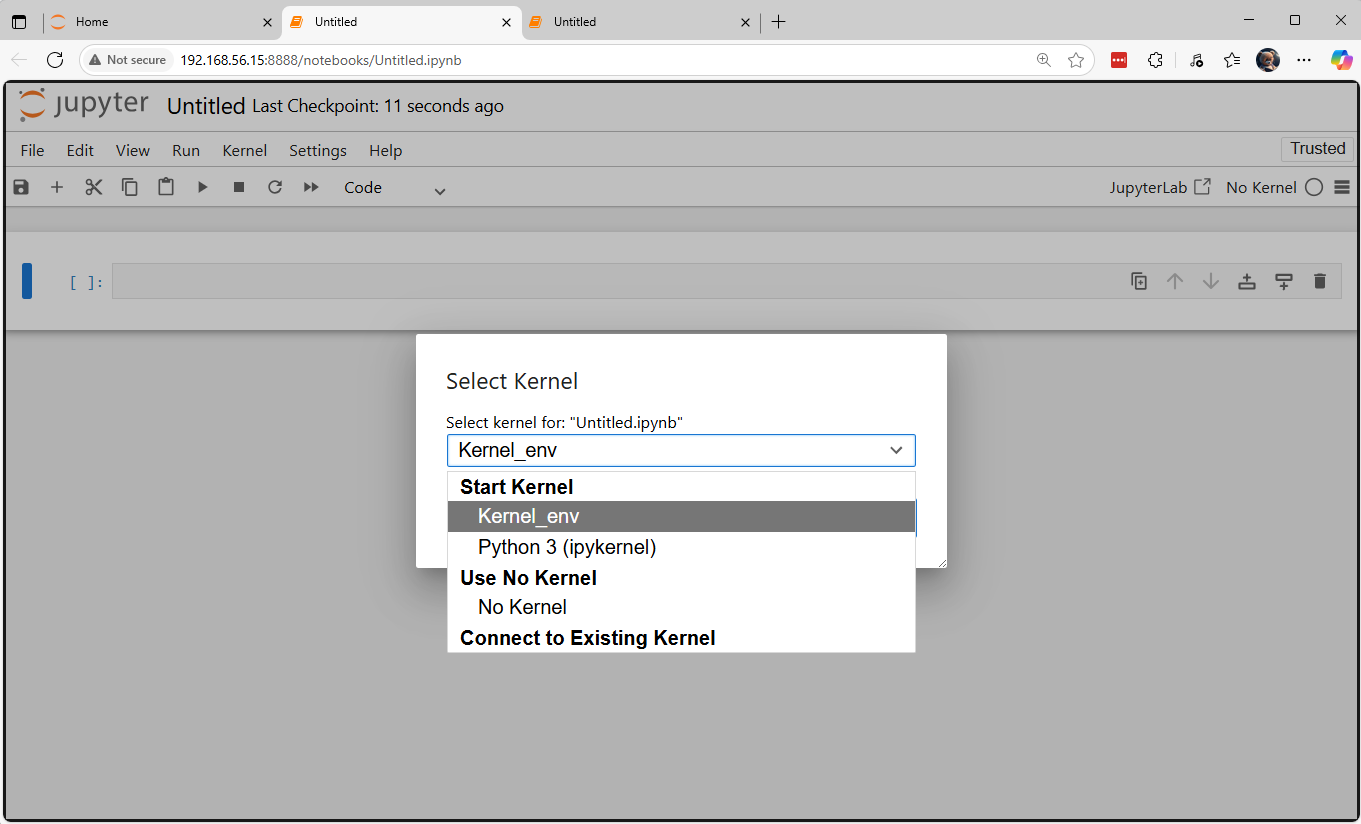 Home
Untitled
Untitled
Not secure 192.168.56.15:8888/notebooks/Untitled.ipynb
jupyter Untitled Last Checkpoint: 11 seconds ago
File Edit View Run Kernel Settings Help Trusted
Code JupyterLab No Kernel
[ ]:
Select Kernel
Select kernel for: "Untitled.ipynb"
Kernel_env
Start Kernel
Kernel_env
Python 3 (ipykernel)
Use No Kernel
No Kernel
Connect to Existing Kernel